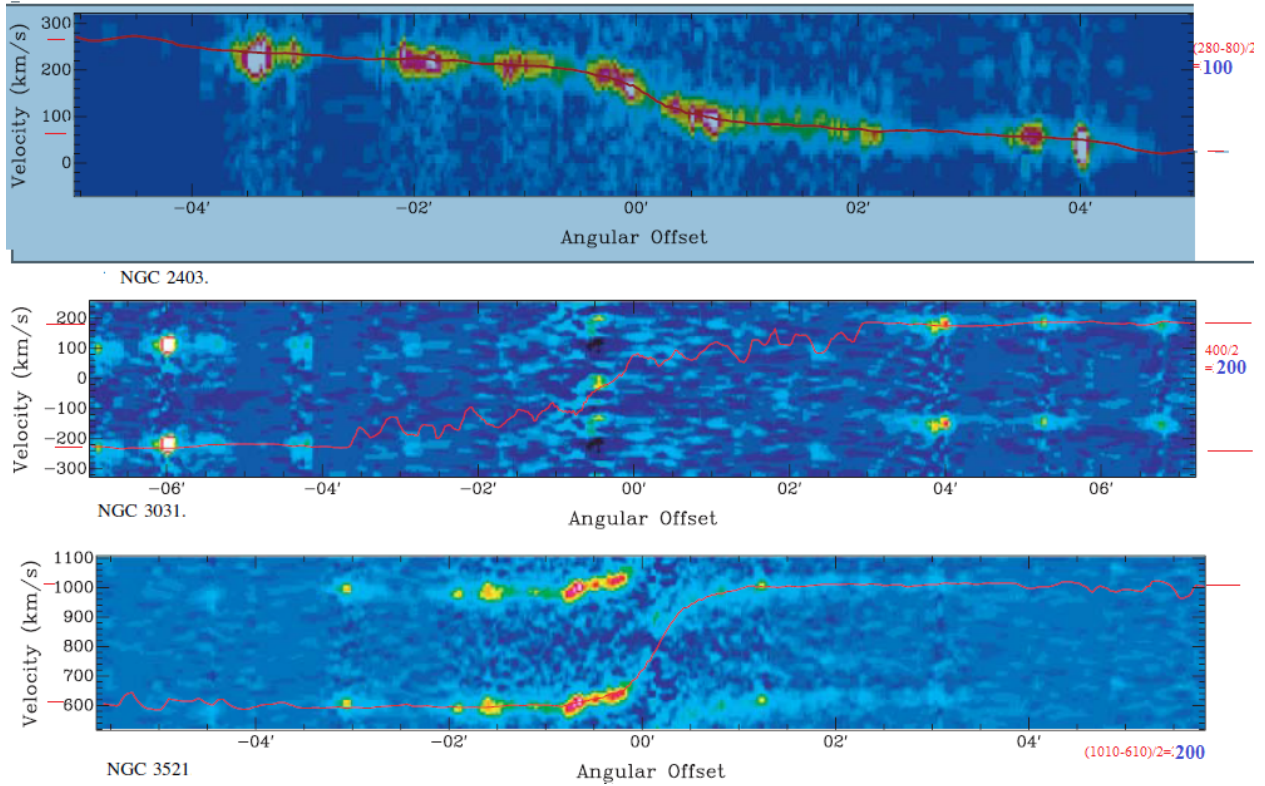 300
200
100
0
Velocity (km/s)
(280-80)/2
= 100
-04' -02' 00' 02' 04'
Angular Offset
NGC 2403.
200
100
0
-100
-200
-300
Velocity (km/s)
400/2
= 200
-06' -04' -02' 00' 02' 04' 06'
NGC 3031.
Angular Offset
1100
1000
900
800
700
600
Velocity (km/s)
-04' -02' 00' 02' 04'
(1010-610)/2=200
NGC 3521
Angular Offset